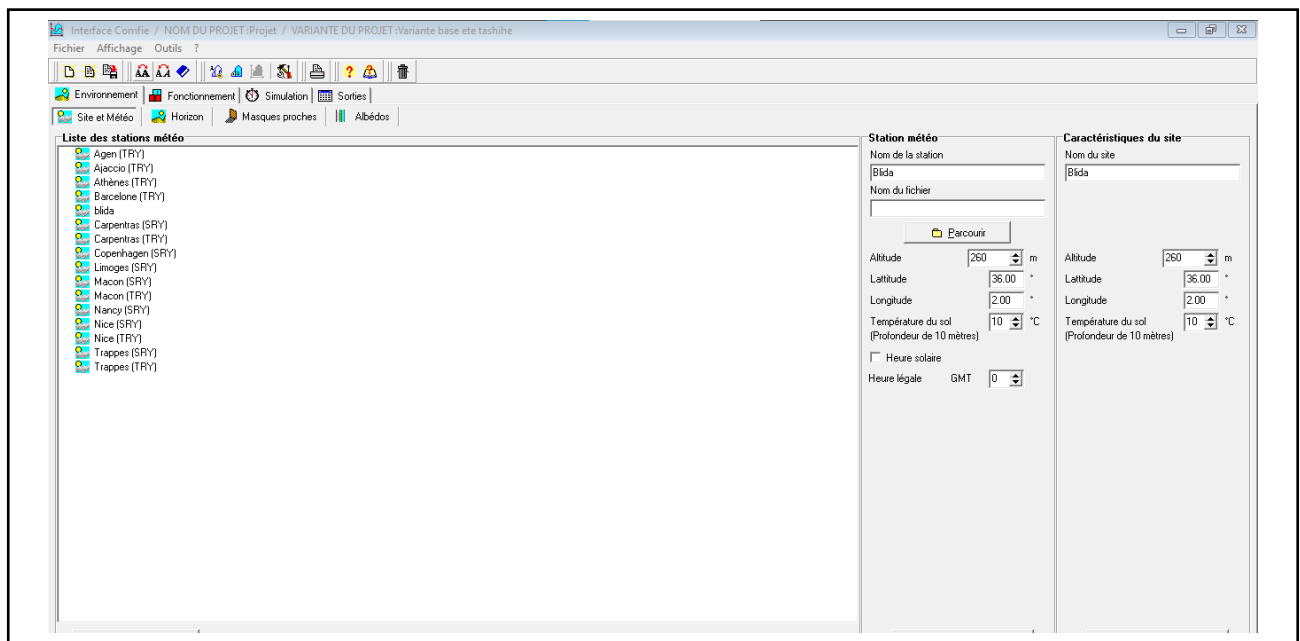 Interface Comfie / NOM DU PROJET :Projet / VARIANTE DU PROJET :Variante base ete tashihe
Fichier Affichage Outils ?
Environnement Fonctionnement Simulation Sorties
Site et Météo Horizon Masques proches Albédos
Liste des stations météo
Agen (TRY)
Ajaccio (TRY)
Athènes (TRY)
Barcelone (TRY)
blida
Carpentras (SRY)
Carpentras (TRY)
Copenhagen (SRY)
Limoges (SRY)
Macon (SRY)
Macon (TRY)
Nancy (SRY)
Nice (SRY)
Nice (TRY)
Trappes (SRY)
Trappes (TRY)
Station météo
Nom de la station
Blida
Nom du fichier
Parcourir
Altitude 260 m
Lattitude 36.00 °
Longitude 2.00 °
Température du sol 10 °C
(Profondeur de 10 mètres)
Heure solaire
Heure légale GMT 0
Caractéristiques du site
Nom du site
Blida
Altitude 260 m
Lattitude 36.00 °
Longitude 2.00 °
Température du sol 10 °C
(Profondeur de 10 mètres)